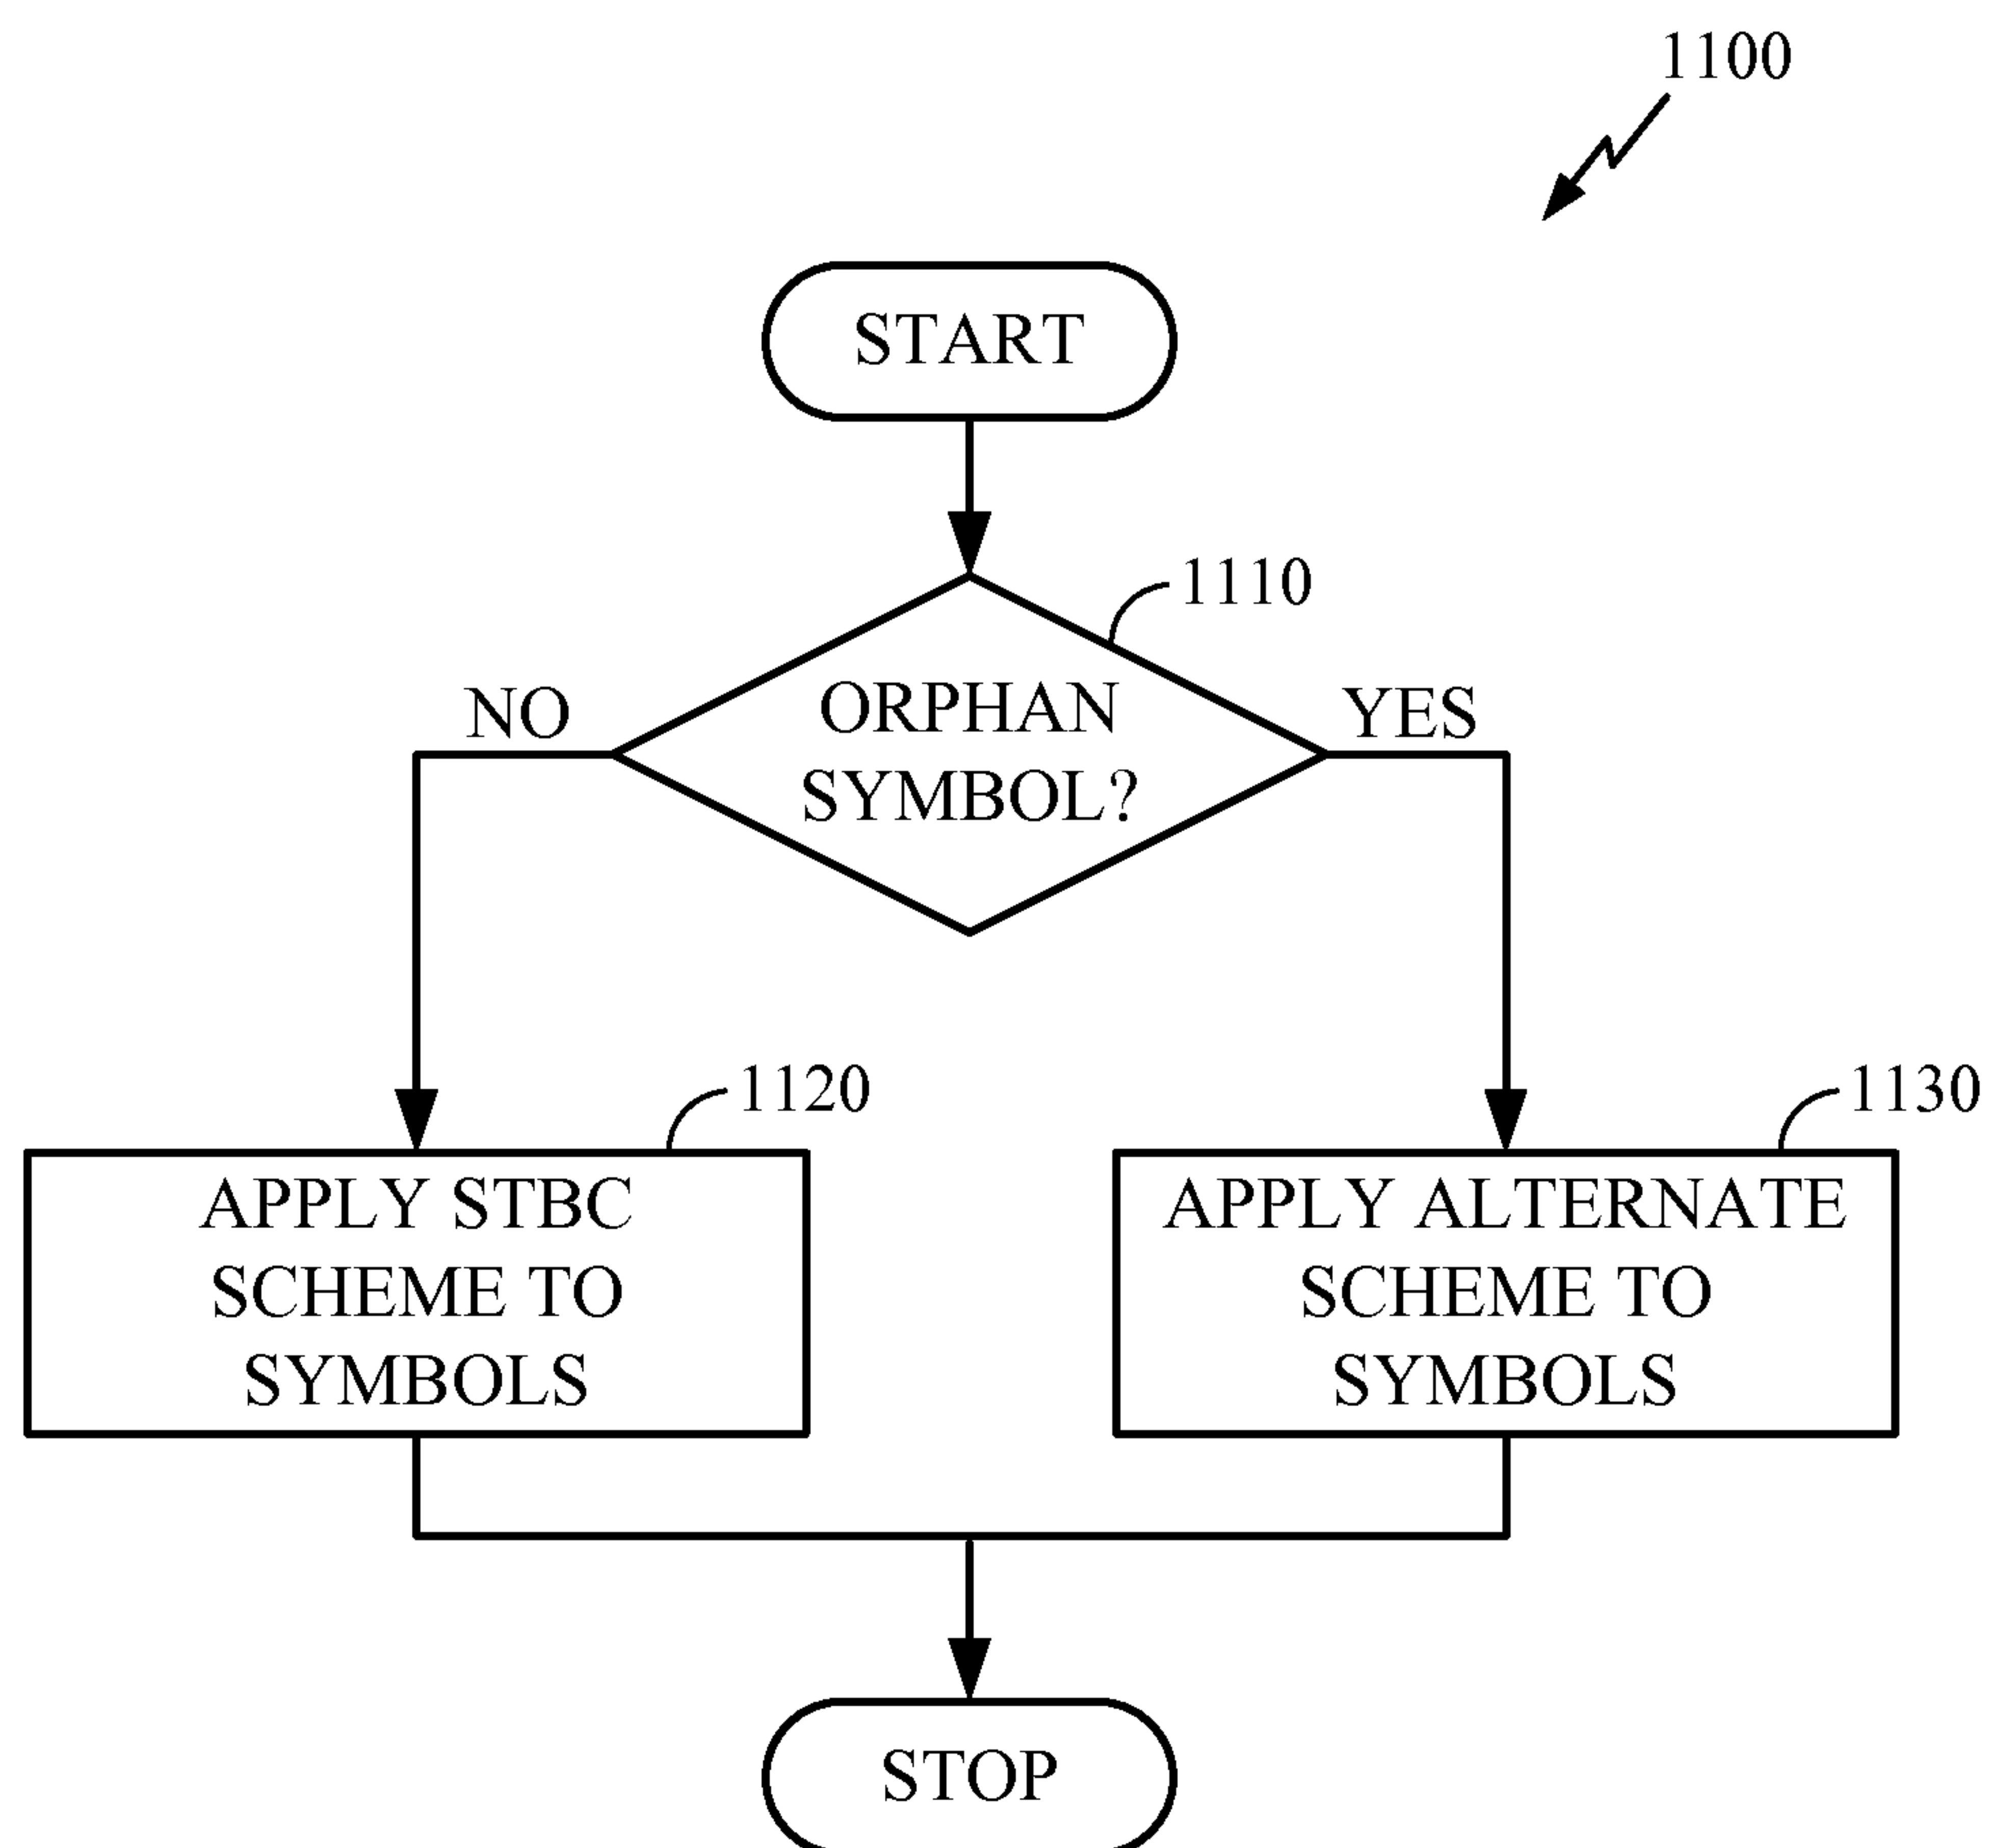 1100
START
1110
ORPHAN
SYMBOL?
NO
YES
1120
1130
APPLY STBC
SCHEME TO
SYMBOLS
APPLY ALTERNATE
SCHEME TO
SYMBOLS
STOP